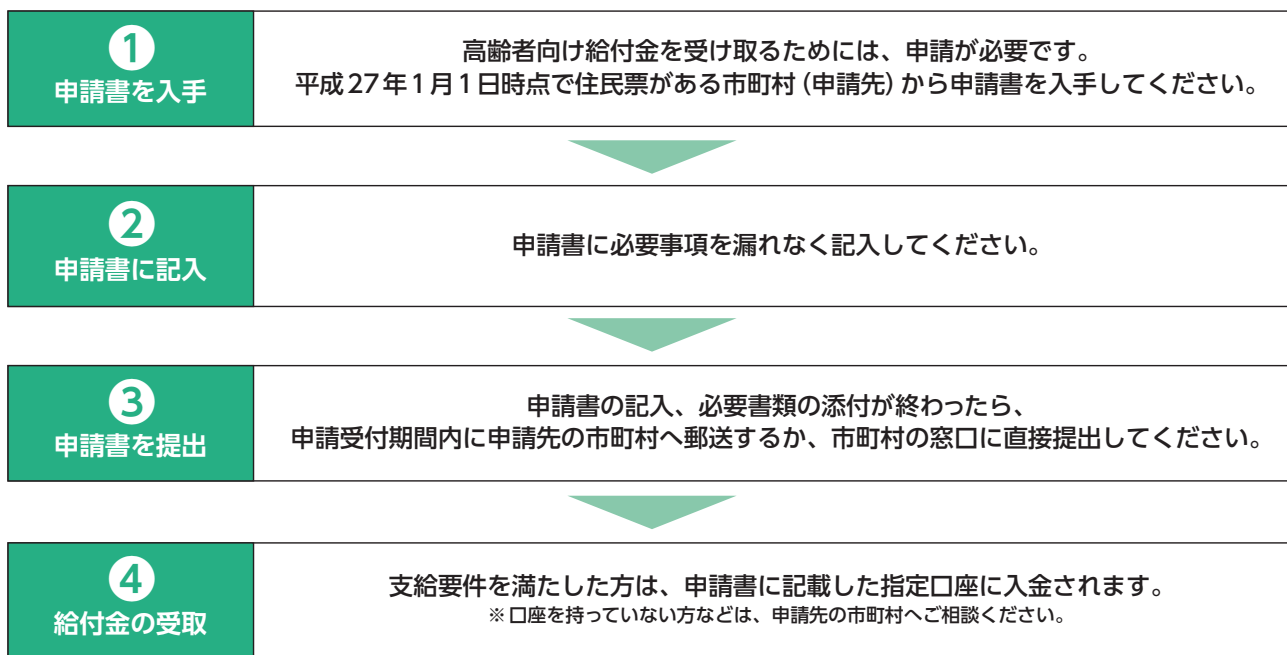 1
申請書を入手
高齢者向け給付金を受け取るためには、申請が必要です。
平成27年1月1日時点で住民票がある市町村（申請先）から申請書を入手してください。
2
申請書に記入
申請書に必要事項を漏れなく記入してください。
3
申請書を提出
申請書の記入、必要書類の添付が終わったら、
申請受付期間内に申請先の市町村へ郵送するか、市町村の窓口に直接提出してください。
4
給付金の受取
支給要件を満たした方は、申請書に記載した指定口座に入金されます。
※口座を持っていない方などは、申請先の市町村へご相談ください。